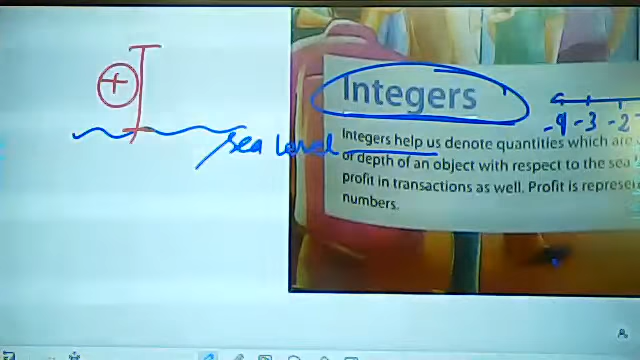 +
Sea Level
Integers
-4 -3 -2
Integers help us denote quantities which are
or depth of an object with respect to the sea
profit in transactions as well. Profit is
numbers.